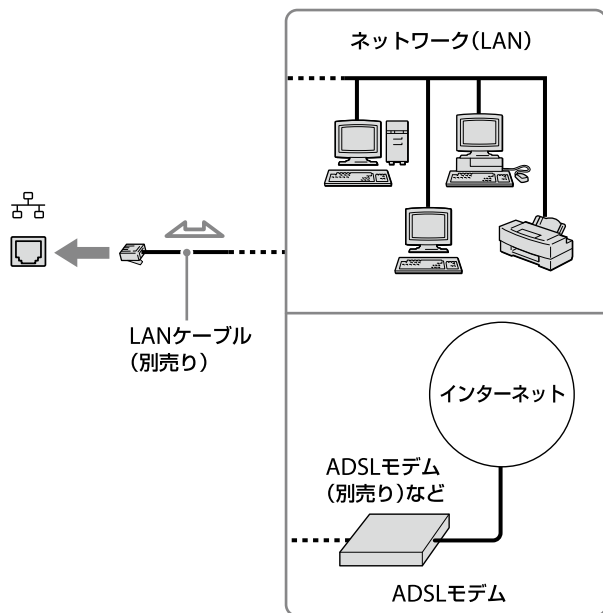 ネットワーク(LAN)
LANケーブル
(別売り)
インターネット
ADSLモデム
(別売り)など
ADSLモデム